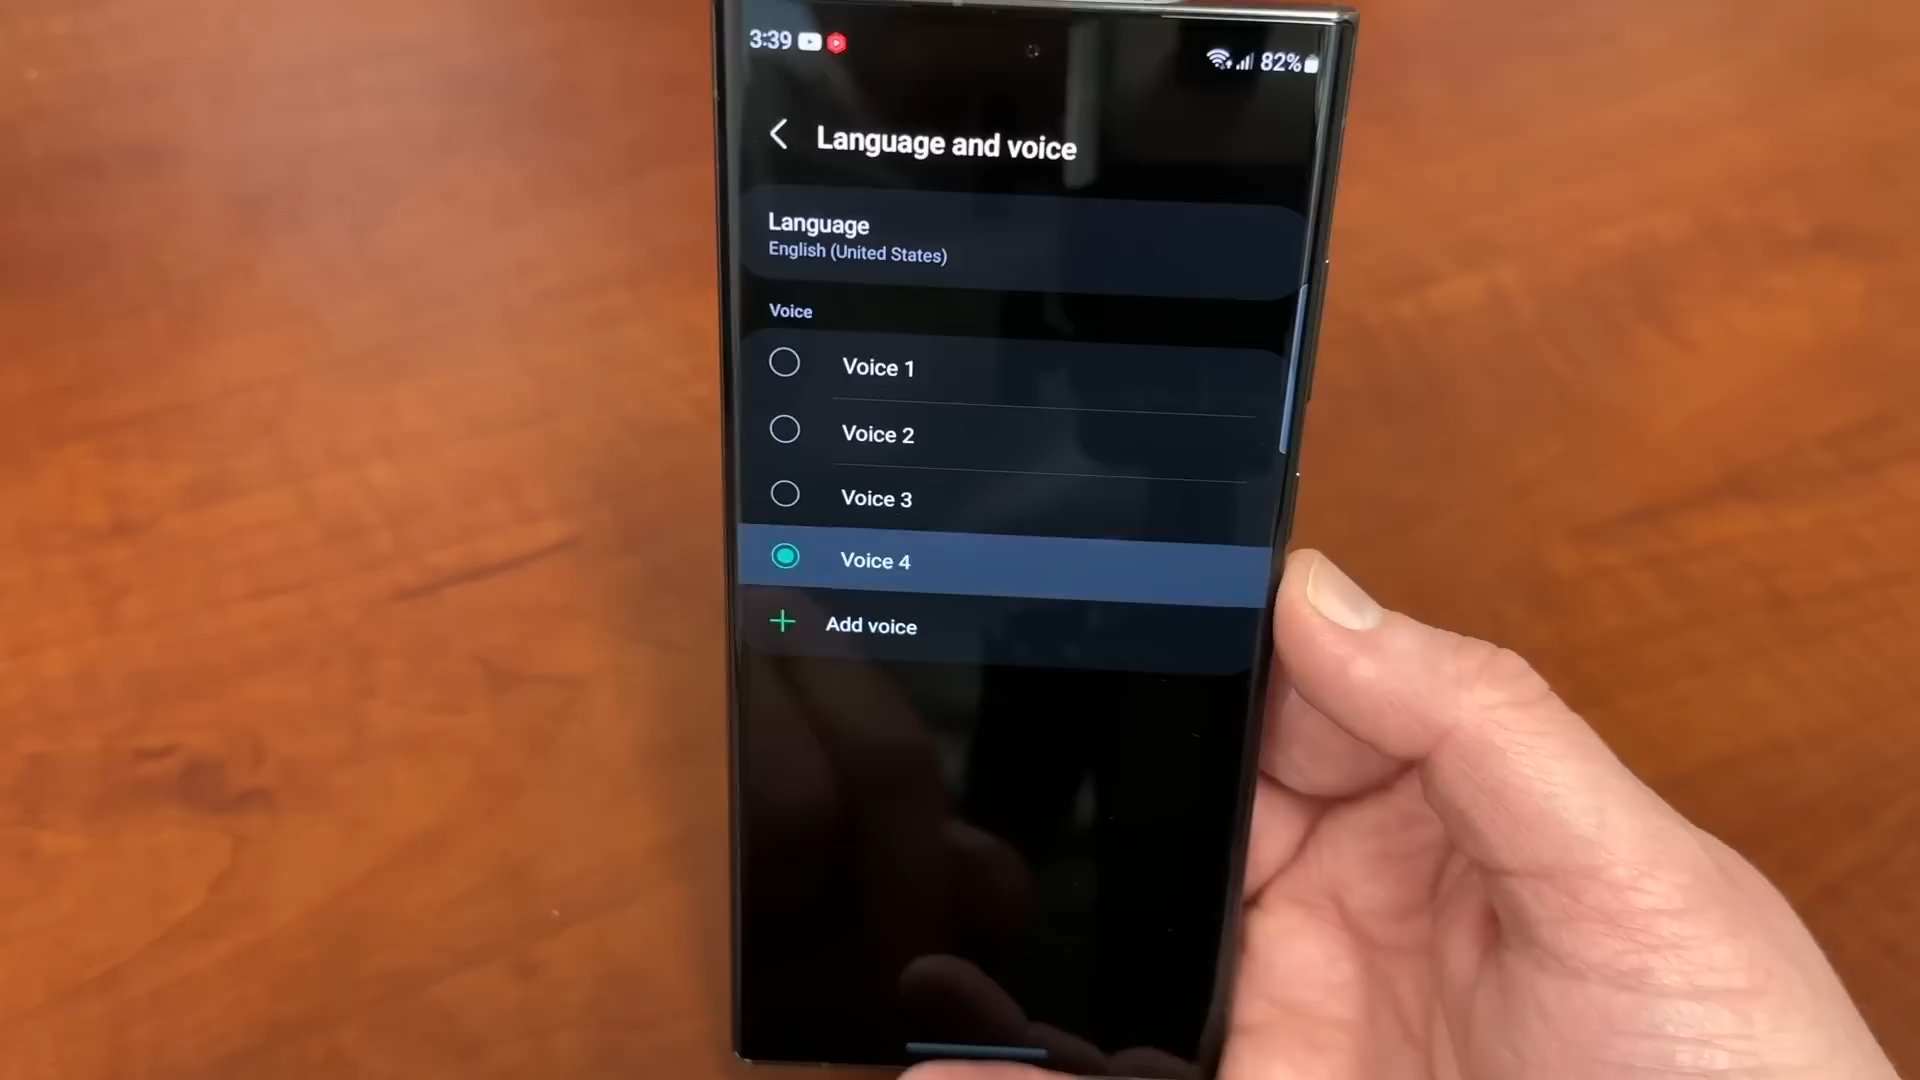 3:39
82%
Language and voice
Language
English (United States)
Voice
Voice 1
Voice 2
Voice 3
Voice 4
Add voice